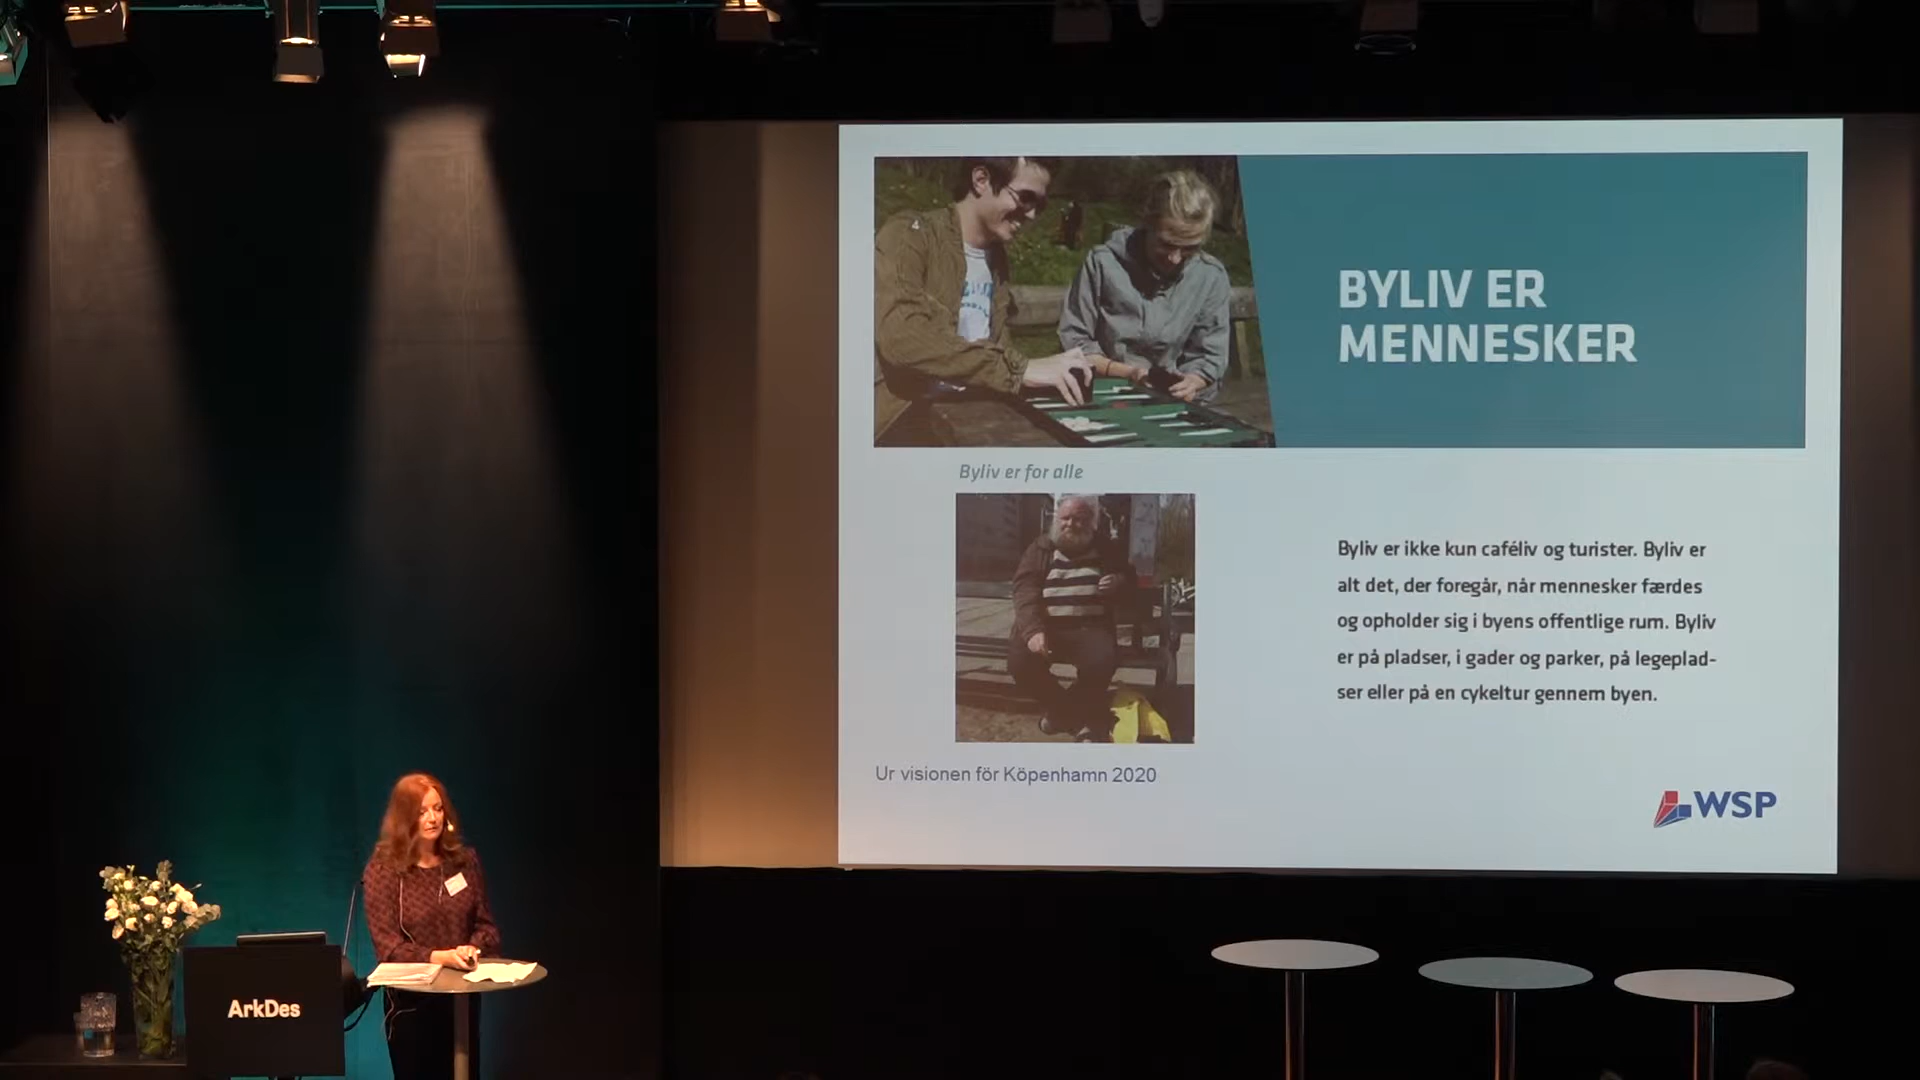 BYLIV ER
MENNESKER
Byliv er for alle
Byliv er ikke kun caféliv og turister. Byliv er
alt det, der foregår, når mennesker færdes
og opholder sig i byens offentlige rum. Byliv
er på pladser, i gader og parker, på legeplad-
ser eller på en cykeltur gennem byen.
Ur visionen för Köpenhamn 2020
WSP
ArkDes